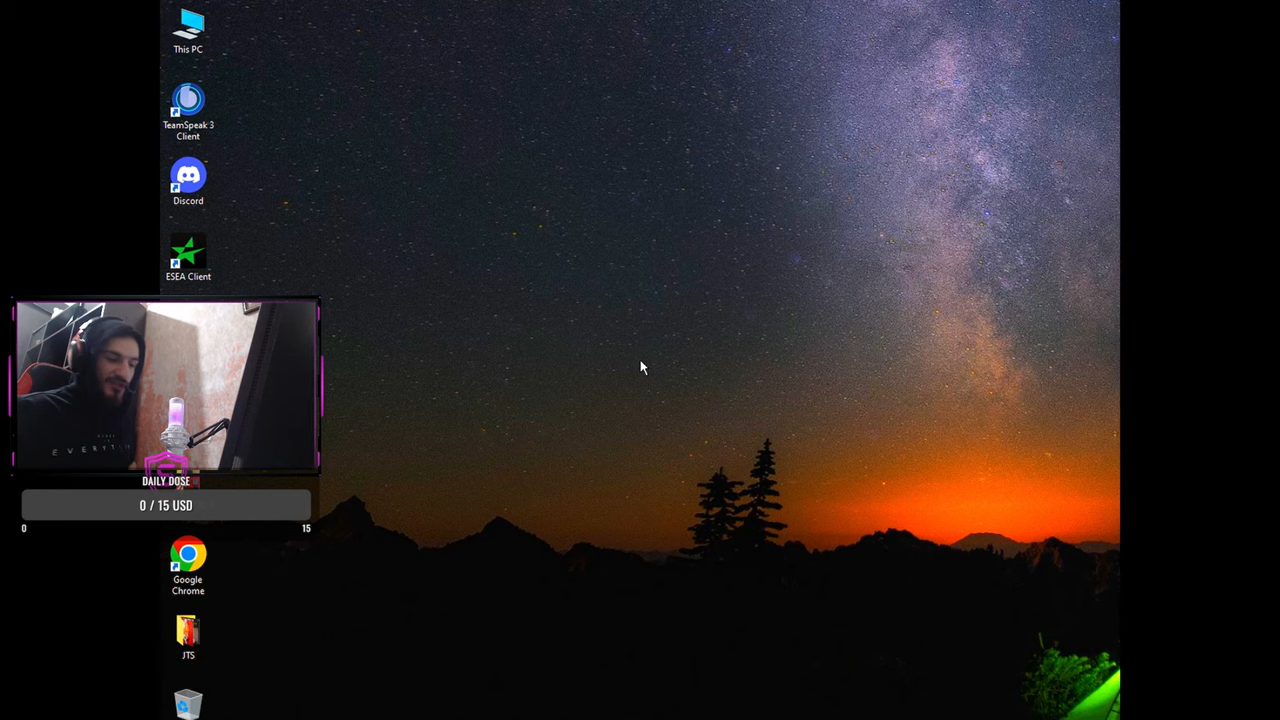 This PC
TeamSpeak 3
Client
Discord
ESEA Client
DAILY DOSE
0 / 15 USD
0
15
Google
Chrome
JTS